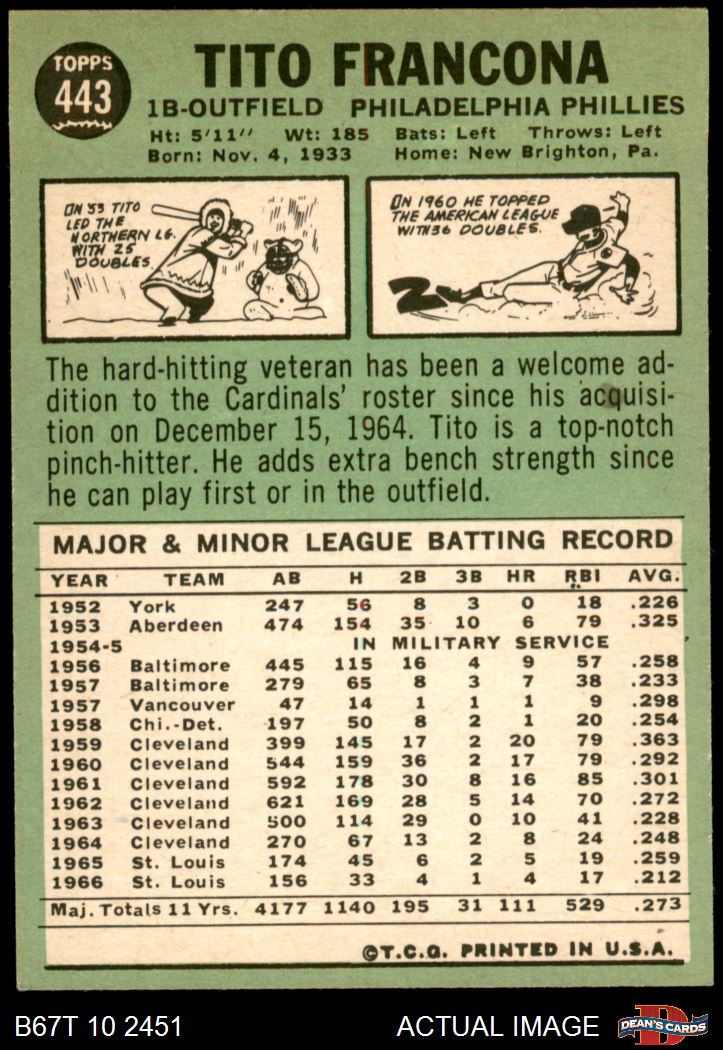 TOPPS
443
TITO FRANCONA
1B-OUTFIELD PHILADELPHIA PHILLIES
Ht: 5'11" Wt: 185 Bats: Left Throws: Left
Born: Nov. 4, 1933 Home: New Brighton, Pa.
IN '53 TITO
LED THE
NORTHERN LG.
WITH 25
DOUBLES.
IN 1960 HE TOPPED
THE AMERICAN LEAGUE
WITH 36 DOUBLES.
2
The hard-hitting veteran has been a welcome ad-
dition to the Cardinals' roster since his acquisi-
tion on December 15, 1964. Tito is a top-notch
pinch-hitter. He adds extra bench strength since
he can play first or in the outfield.
MAJOR & MINOR LEAGUE BATTING RECORD
YEAR TEAM AB H 2B 3B HR RBI AVG.
1952 York 247 56 8 3 0 18 .226
1953 Aberdeen 474 154 35 10 6 79 .325
1954-5 IN MILITARY SERVICE
1956 Baltimore 445 115 16 4 9 57 .258
1957 Baltimore 279 65 8 3 7 38 .233
1957 Vancouver 47 14 1 1 1 9 .298
1958 Chi.-Det. 197 50 8 2 1 20 .254
1959 Cleveland 399 145 17 2 20 79 .363
1960 Cleveland 544 159 36 2 17 79 .292
1961 Cleveland 592 178 30 8 16 85 .301
1962 Cleveland 621 169 28 5 14 70 .272
1963 Cleveland 500 114 29 0 10 41 .228
1964 Cleveland 270 67 13 2 8 24 .248
1965 St. Louis 174 45 6 2 5 19 .259
1966 St. Louis 156 33 4 1 4 17 .212
Maj. Totals 11 Yrs. 4177 1140 195 31 111 529 .273
©T.C.G. PRINTED IN U.S.A.
B67T 10 2451 ACTUAL IMAGE
D
DEAN'S CARDS